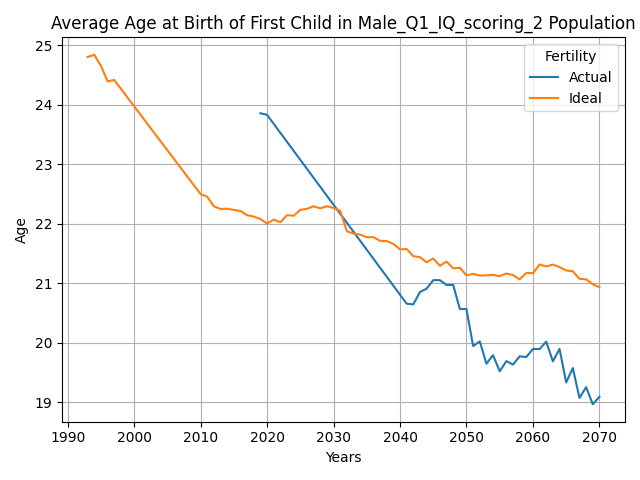 Average Age at Birth of First Child in Male_Q1_IQ_scoring_2 Population
Fertility
Actual
Ideal
Age
25
24
23
22
21
20
19
1990 2000 2010 2020 2030 2040 2050 2060 2070
Years